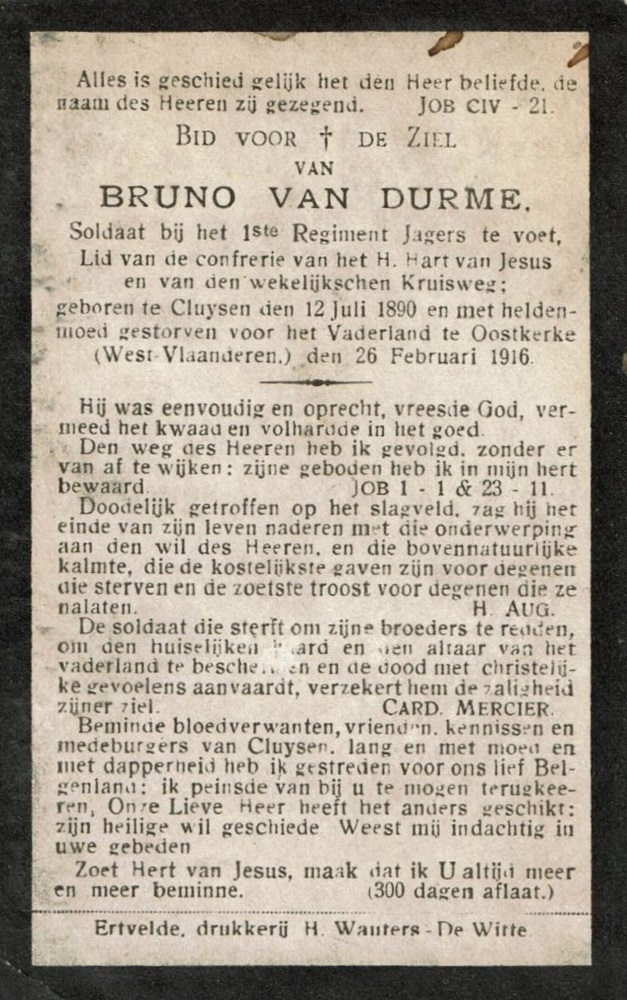 Alles is geschied gelijk het den Heer beliefde, de
naam des Heeren zij gezegend. JOB CIV - 21.
BID VOOR † DE ZIEL
VAN
BRUNO VAN DURME,
Soldaat bij het 1ste Regiment Jagers te voet,
Lid van de confrerie van het H. Hart van Jesus
en van den wekelijkschen Kruisweg;
geboren te Cluysen den 12 Juli 1890 en met helden-
moed gestorven voor het Vaderland te Oostkerke
(West-Vlaanderen.) den 26 Februari 1916.
Hij was eenvoudig en oprecht, vreesde God, ver-
meed het kwaad en volhardde in het goed.
Den weg des Heeren heb ik gevolgd, zonder er
van af te wijken: zijne geboden heb ik in mijn hert
bewaard. JOB 1 - 1 & 23 - 11.
Doodelijk getroffen op het slagveld, zag hij het
einde van zijn leven naderen met die onderwerping
aan den wil des Heeren, en die bovennatuurlijke
kalmte, die de kostelijkste gaven zijn voor degenen
die sterven en de zoetste troost voor degenen die ze
nalaten. H. AUG.
De soldaat die sterft om zijne broeders te redden,
om den huiselijken haard en den altaar van het
vaderland te beschermen en de dood met christelij-
ke gevoelens aanvaardt, verzekert hem de zaligheid
zijner ziel. CARD. MERCIER.
Beminde bloedverwanten, vrienden, kennissen en
medeburgers van Cluysen, lang en met moed en
met dapperheid heb ik gestreden voor ons lief Bel-
genland: ik peinsde van bij u te mogen terugkee-
ren, Onze Lieve Heer heeft het anders geschikt:
zijn heilige wil geschiede Weest mij indachtig in
uwe gebeden
Zoet Hert van Jesus, maak dat ik U altijd meer
en meer beminne. (300 dagen aflaat.)
Ertvelde, drukkerij H. Wauters-De Witte